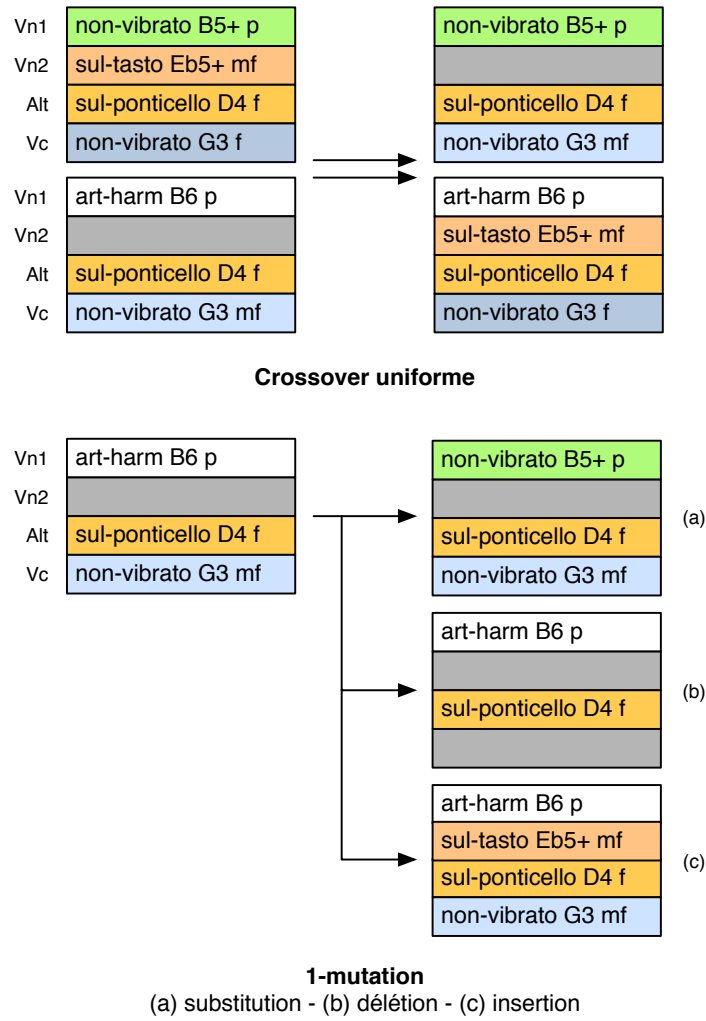 Vn1 non-vibrato B5+ p non-vibrato B5+ p
Vn2 sul-tasto Eb5+ mf
Alt sul-ponticello D4 f sul-ponticello D4 f
Vc non-vibrato G3 f non-vibrato G3 mf
Vn1 art-harm B6 p art-harm B6 p
Vn2 sul-tasto Eb5+ mf
Alt sul-ponticello D4 f sul-ponticello D4 f
Vc non-vibrato G3 mf non-vibrato G3 f
Crossover uniforme
Vn1 art-harm B6 p non-vibrato B5+ p
Vn2 (a)
Alt sul-ponticello D4 f sul-ponticello D4 f
Vc non-vibrato G3 mf non-vibrato G3 mf
art-harm B6 p
sul-ponticello D4 f (b)
art-harm B6 p
sul-tasto Eb5+ mf (c)
sul-ponticello D4 f
non-vibrato G3 mf
1-mutation
(a) substitution - (b) délétion - (c) insertion